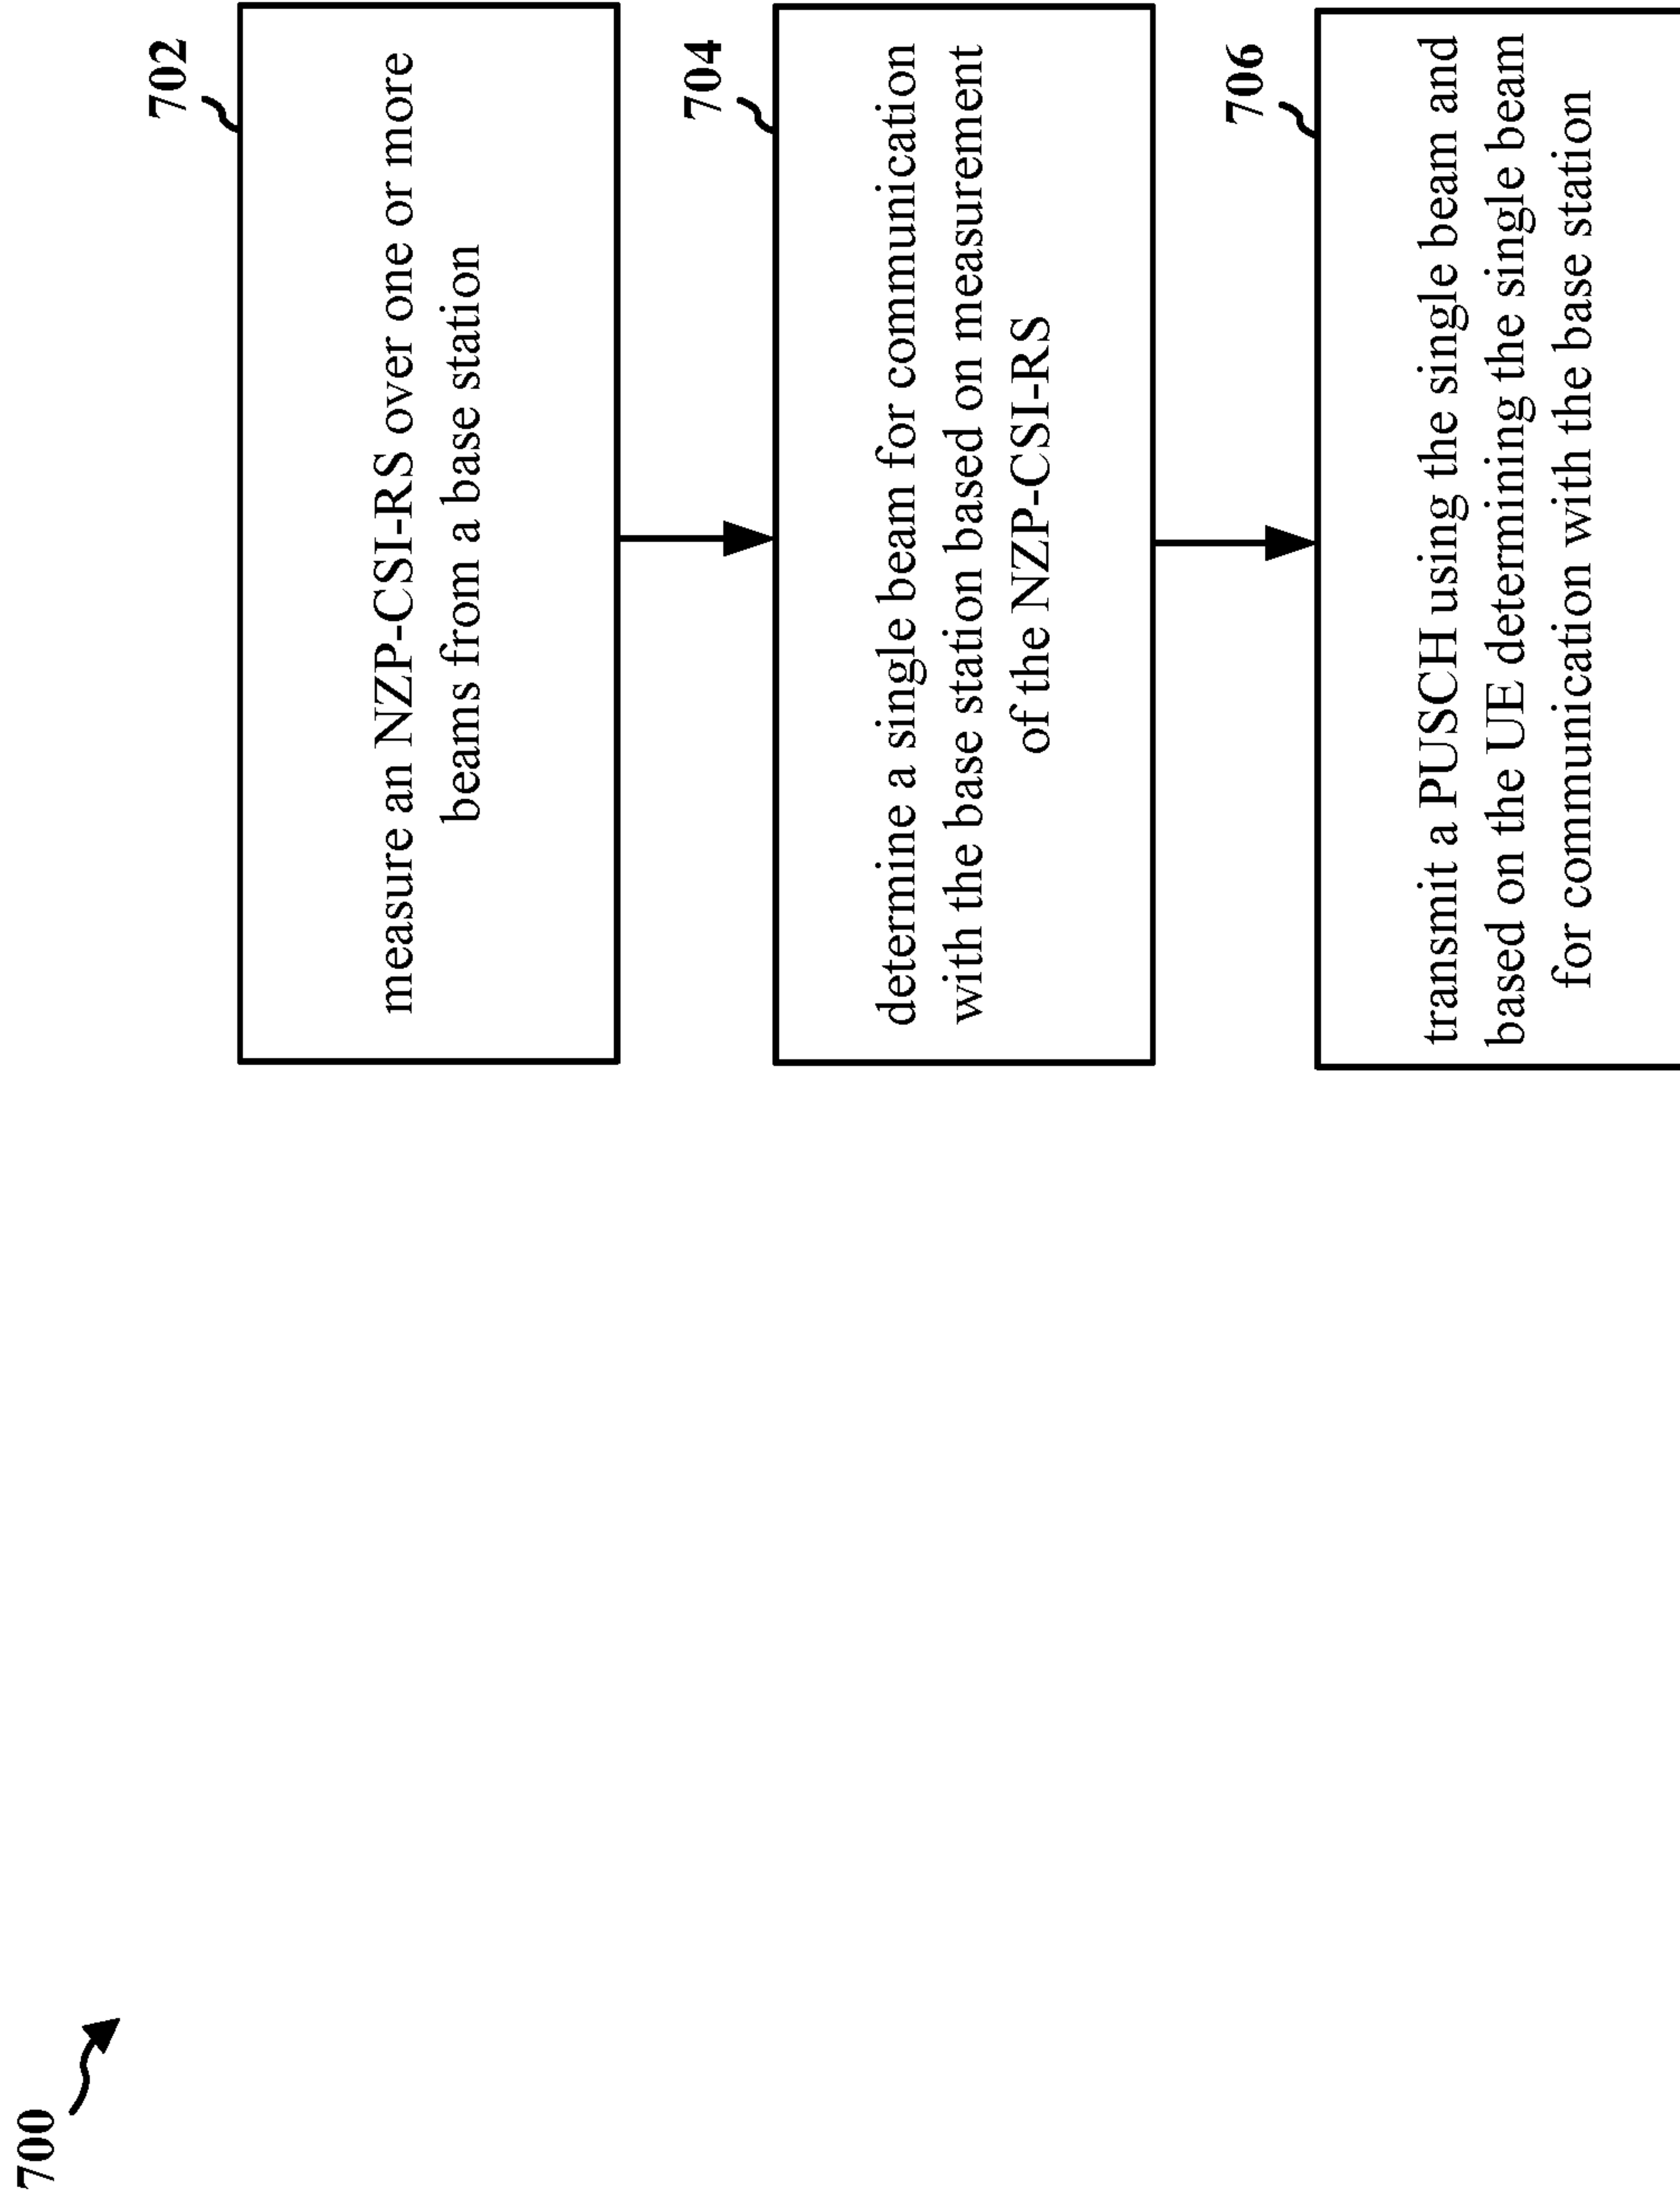 700
702
measure an NZP-CSI-RS over one or more
beams from a base station
704
determine a single beam for communication
with the base station based on measurement
of the NZP-CSI-RS
706
transmit a PUSCH using the single beam and
based on the UE determining the single beam
for communication with the base station